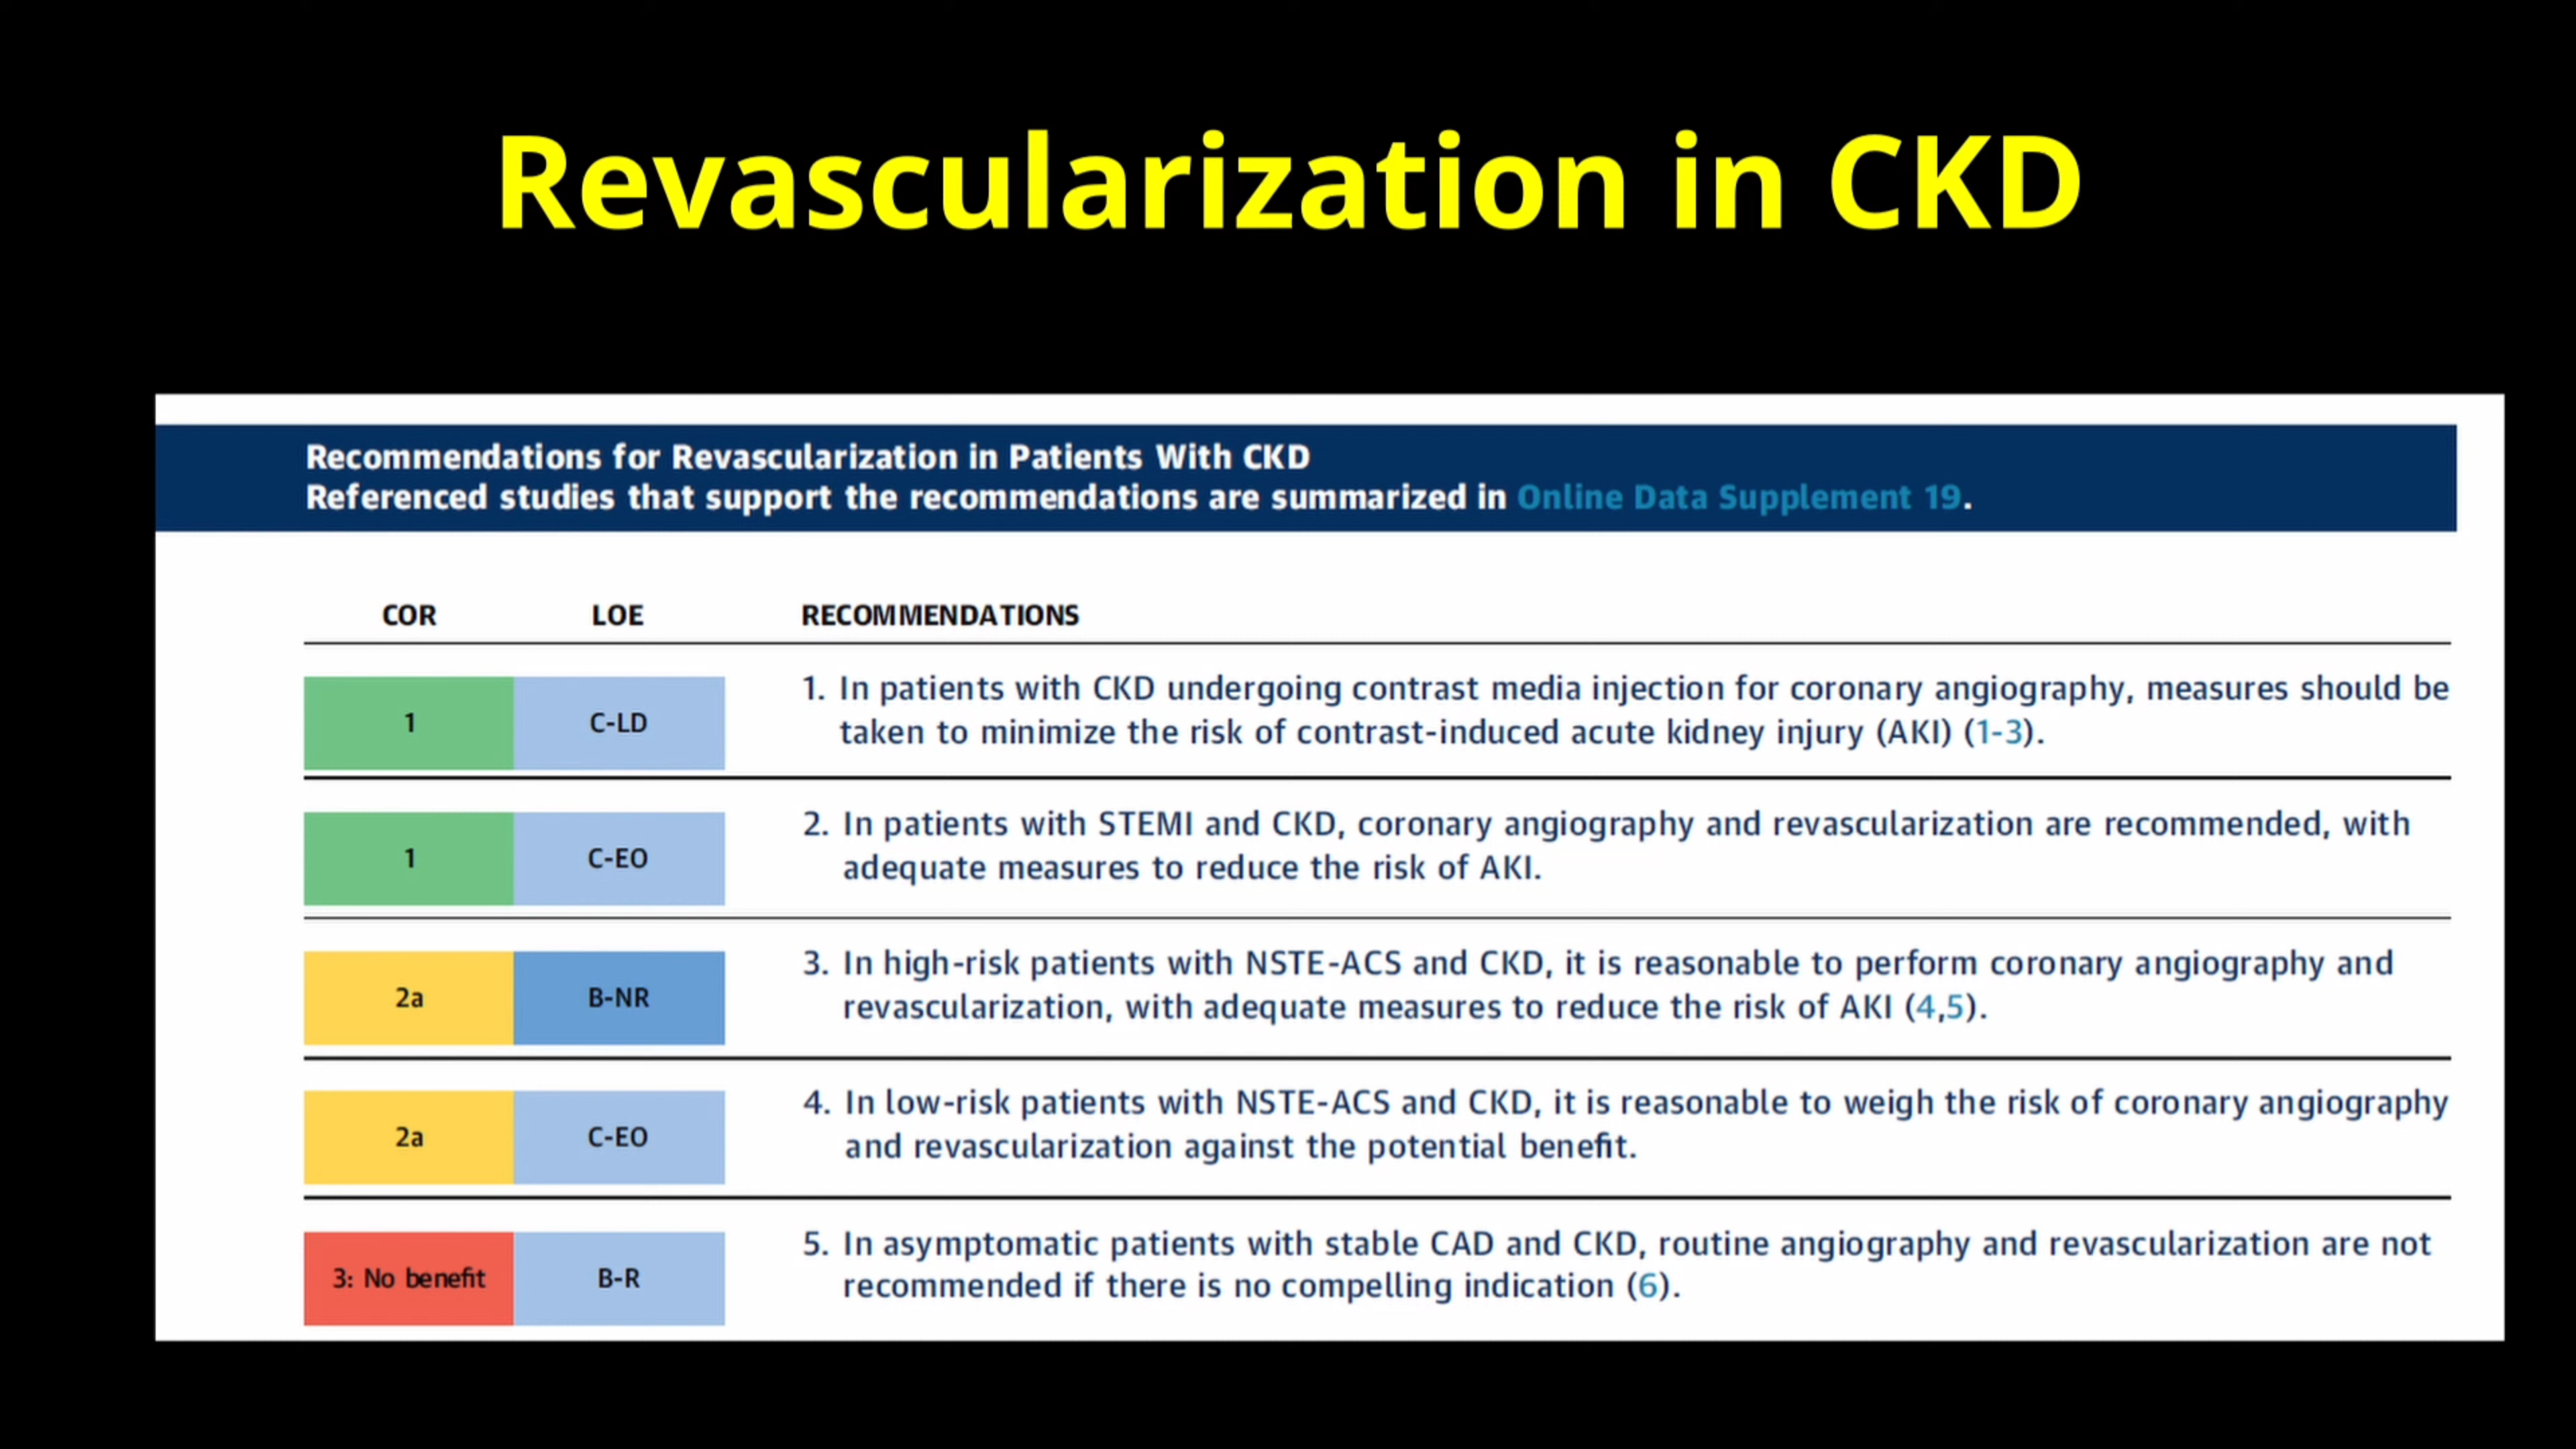 Revascularization in CKD
Recommendations for Revascularization in Patients With CKD
Referenced studies that support the recommendations are summarized in Online Data Supplement 19.
COR LOE RECOMMENDATIONS
1 C-LD 1. In patients with CKD undergoing contrast media injection for coronary angiography, measures should be
taken to minimize the risk of contrast-induced acute kidney injury (AKI) (1-3).
1 C-EO 2. In patients with STEMI and CKD, coronary angiography and revascularization are recommended, with
adequate measures to reduce the risk of AKI.
2a B-NR 3. In high-risk patients with NSTE-ACS and CKD, it is reasonable to perform coronary angiography and
revascularization, with adequate measures to reduce the risk of AKI (4,5).
2a C-EO 4. In low-risk patients with NSTE-ACS and CKD, it is reasonable to weigh the risk of coronary angiography
and revascularization against the potential benefit.
3: No benefit B-R 5. In asymptomatic patients with stable CAD and CKD, routine angiography and revascularization are not
recommended if there is no compelling indication (6).